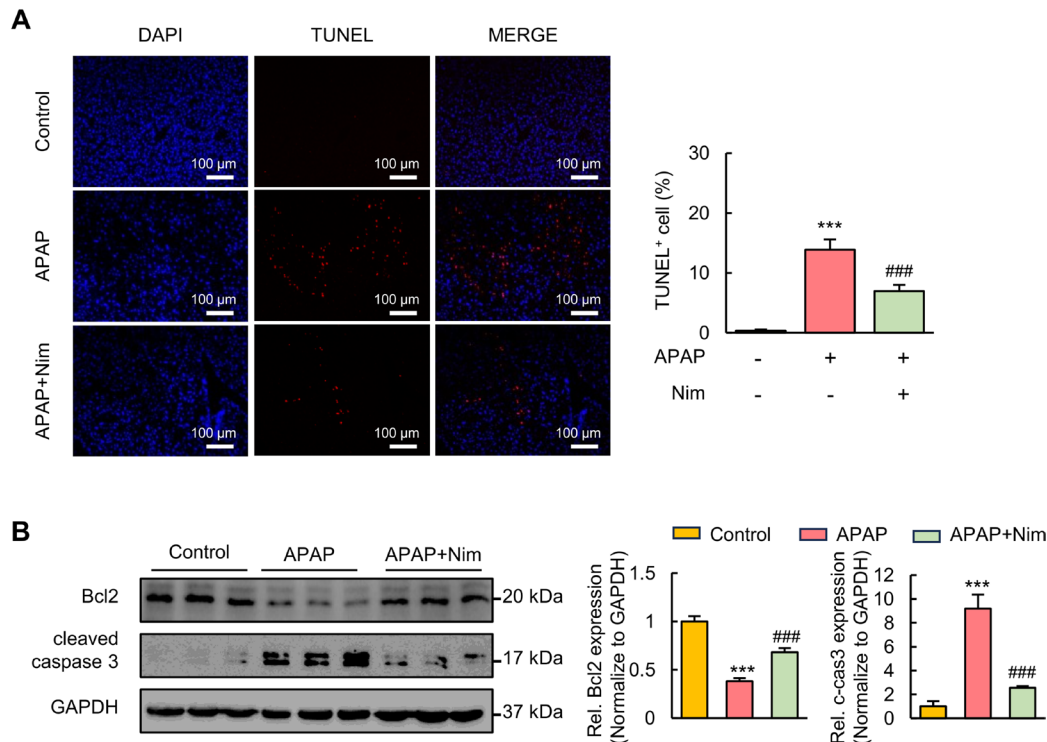 A
DAPI TUNEL MERGE
Control
100 µm 100 µm 100 µm
APAP
100 µm 100 µm 100 µm
APAP+Nim
100 µm 100 µm 100 µm
TUNEL⁺ cell (%)
30
20
10
0
***
###
APAP - + +
Nim - - +
B
Control APAP APAP+Nim
Bcl2 20 kDa
cleaved
caspase 3 17 kDa
GAPDH 37 kDa
Control APAP APAP+Nim
Rel. Bcl2 expression
(Normalize to GAPDH)
1.5
1
0.5
0
***
###
Rel. c-cas3 expression
(Normalize to GAPDH)
12
10
8
6
4
2
0
***
###